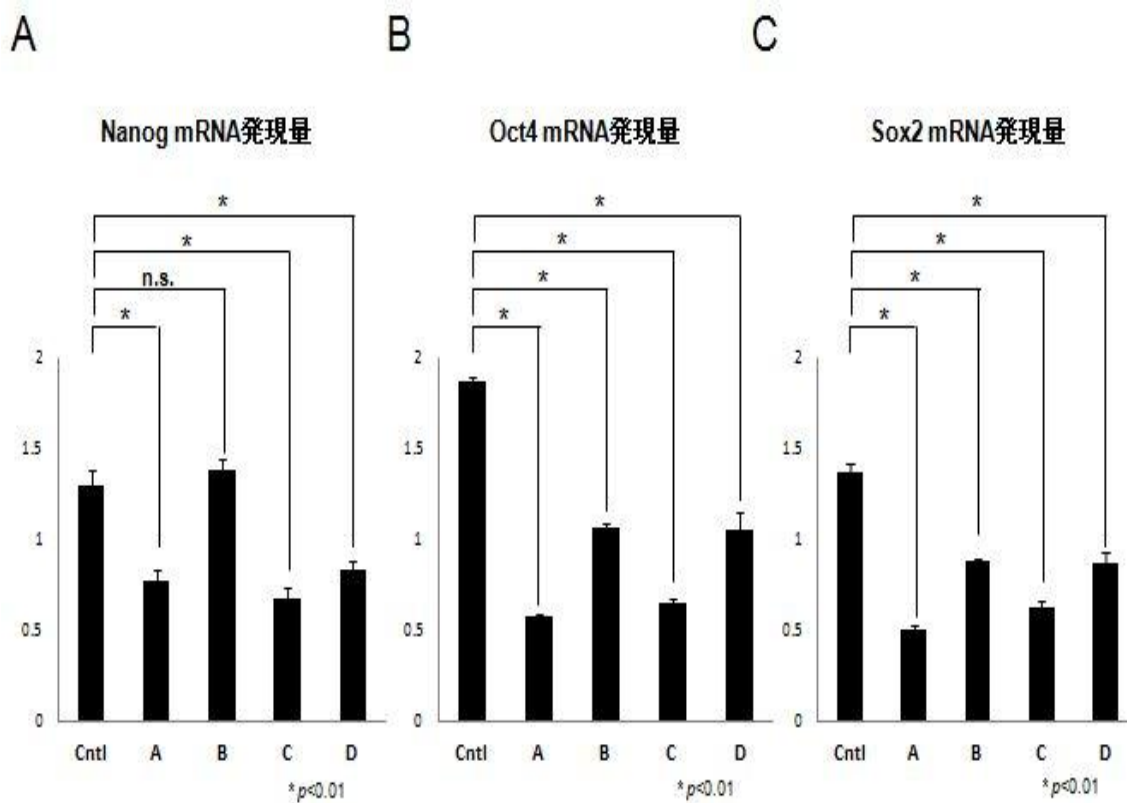 A
B
C
Nanog mRNA発現量
Oct4 mRNA発現量
Sox2 mRNA発現量
*
*
n.s.
*
2
1.5
1
0.5
0
Cntl A B C D
*p<0.01
*
*
*
*
2
1.5
1
0.5
0
Cntl A B C D
*p<0.01
*
*
*
*
2
1.5
1
0.5
0
Cntl A B C D
*p<0.01